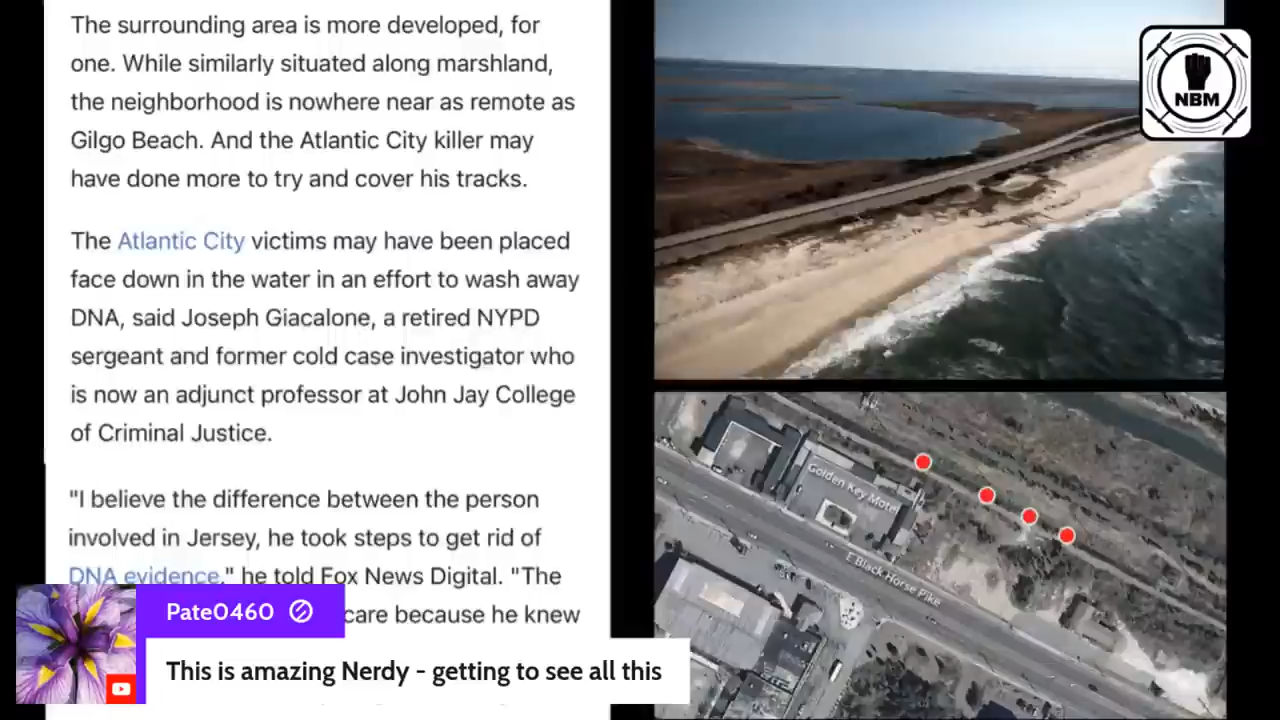 The surrounding area is more developed, for
one. While similarly situated along marshland,
the neighborhood is nowhere near as remote as
Gilgo Beach. And the Atlantic City killer may
have done more to try and cover his tracks.
The Atlantic City victims may have been placed
face down in the water in an effort to wash away
DNA, said Joseph Giacalone, a retired NYPD
sergeant and former cold case investigator who
is now an adjunct professor at John Jay College
of Criminal Justice.
"I believe the difference between the person
involved in Jersey, he took steps to get rid of
DNA evidence," he told Fox News Digital. "The
care because he knew
Pate0460
This is amazing Nerdy - getting to see all this
NBM
Golden Key Motel
E Black Horse Pike